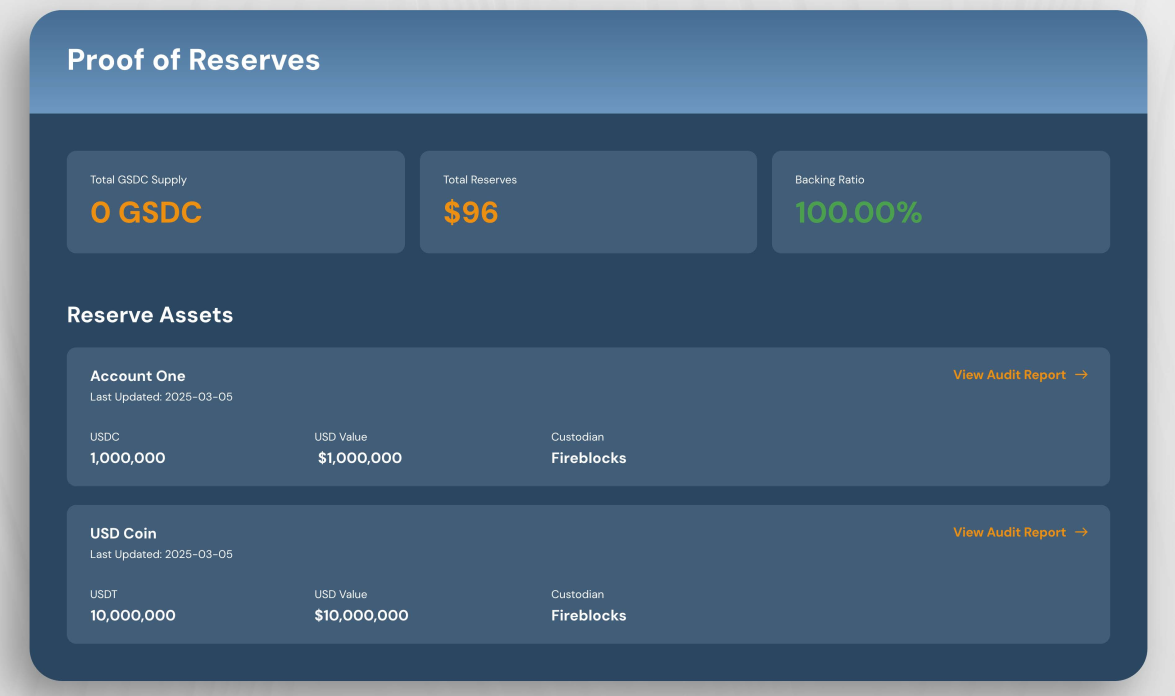 Proof of Reserves
Total GSDC Supply
0 GSDC
Total Reserves
$96
Backing Ratio
100.00%
Reserve Assets
Account One
View Audit Report →
Last Updated: 2025-03-05
USDC
USD Value
Custodian
1,000,000
$1,000,000
Fireblocks
USD Coin
View Audit Report →
Last Updated: 2025-03-05
USDT
USD Value
Custodian
10,000,000
$10,000,000
Fireblocks